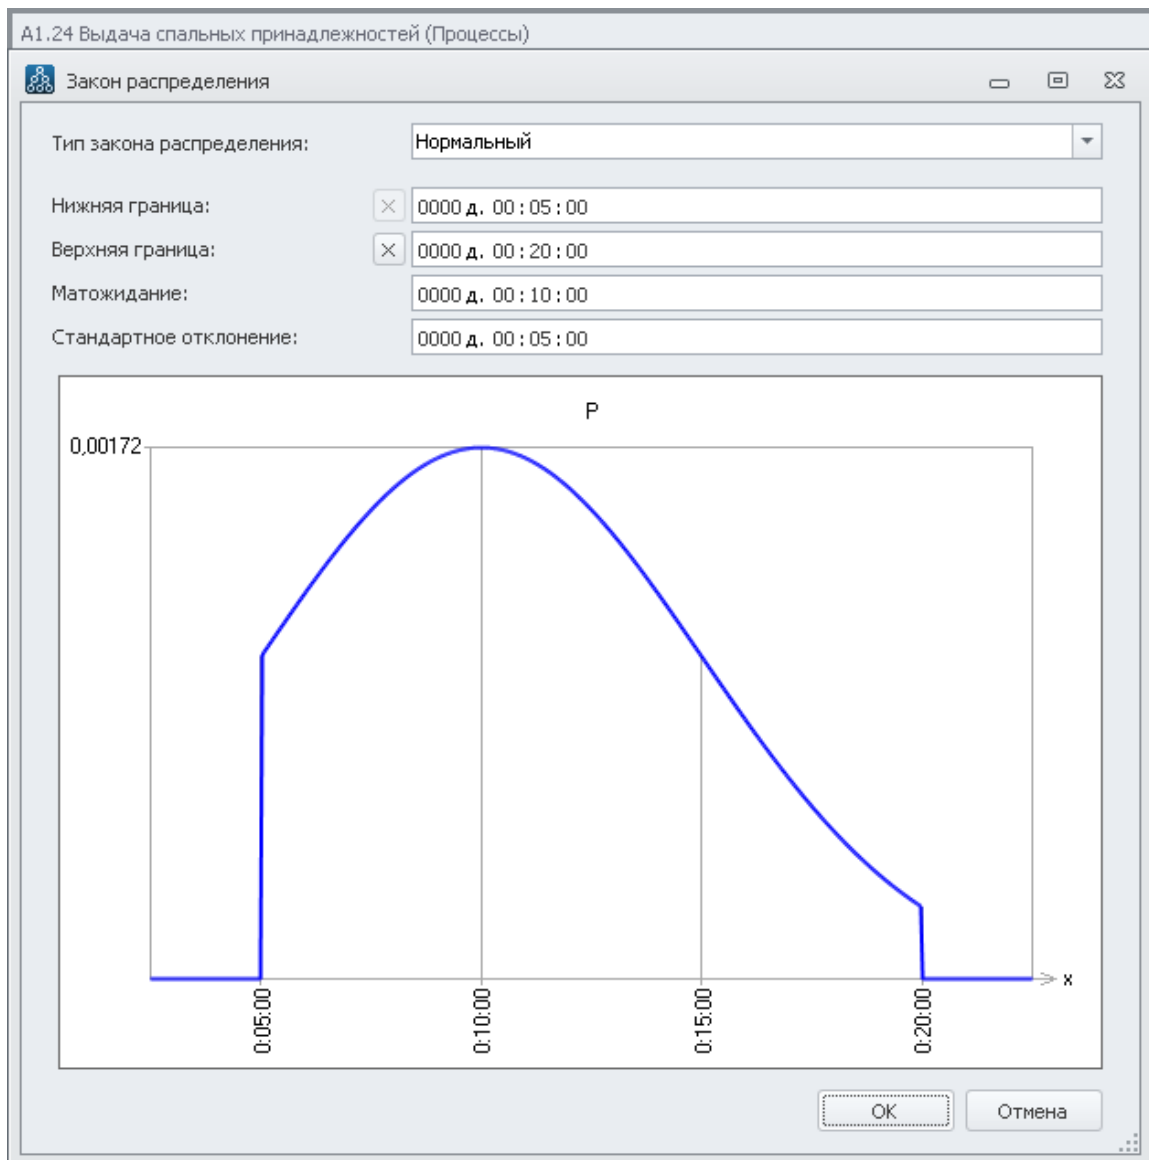 A1.24 Выдача спальных принадлежностей (Процессы)
Закон распределения
Тип закона распределения: Нормальный
Нижняя граница: 0000 д. 00 : 05 : 00
Верхняя граница: 0000 д. 00 : 20 : 00
Матожидание: 0000 д. 00 : 10 : 00
Стандартное отклонение: 0000 д. 00 : 05 : 00
P
0,00172
x
0:05:00 0:10:00 0:15:00 0:20:00
OK Отмена